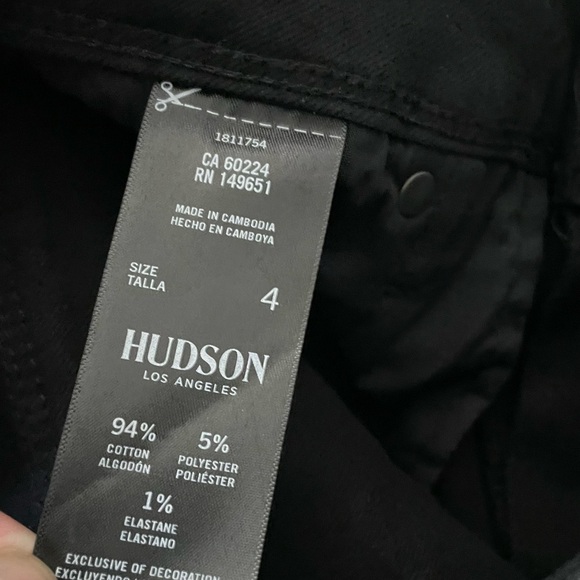 1811754
CA 60224
RN 149651
MADE IN CAMBODIA
HECHO EN CAMBOYA
SIZE
TALLA
4
HUDSON
LOS ANGELES
94%
COTTON
ALGODÓN
5%
POLYESTER
POLIÉSTER
1%
ELASTANE
ELASTANO
EXCLUSIVE OF DECORATION
EXCLUYENDO